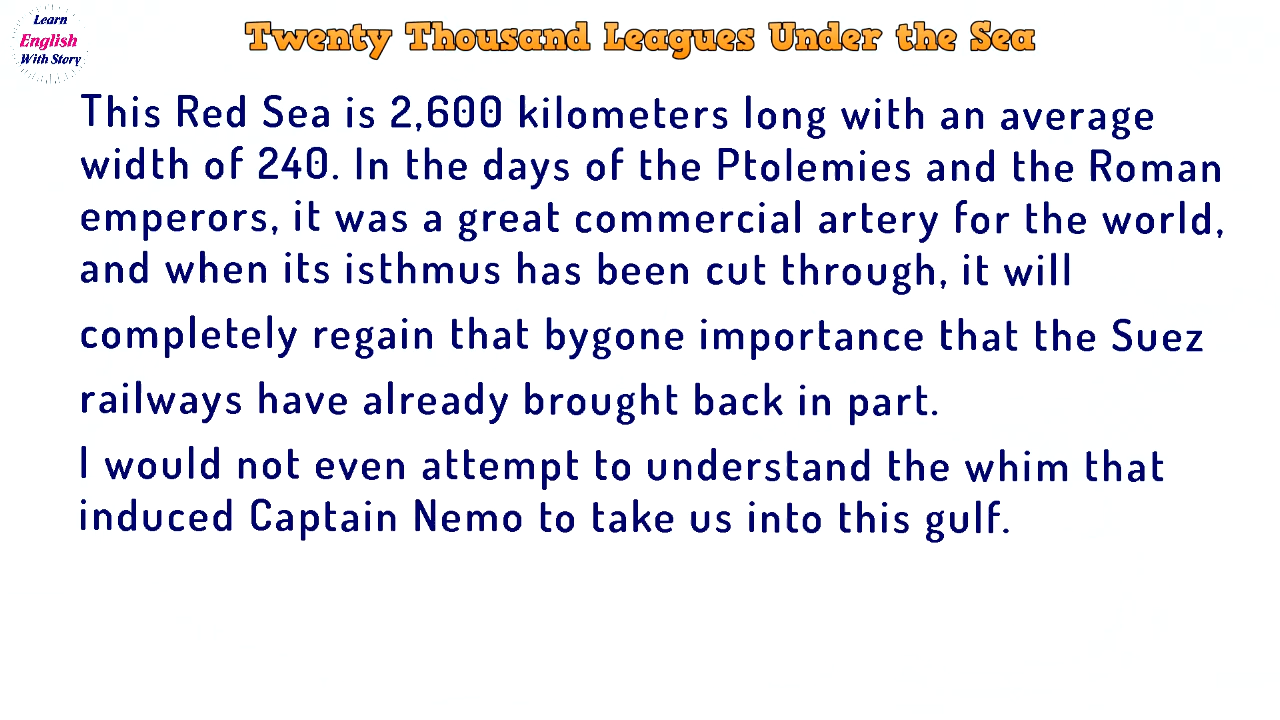 Learn
English
With Story
Twenty Thousand Leagues Under the Sea
This Red Sea is 2,600 kilometers long with an average
width of 240. In the days of the Ptolemies and the Roman
emperors, it was a great commercial artery for the world,
and when its isthmus has been cut through, it will
completely regain that bygone importance that the Suez
railways have already brought back in part.
I would not even attempt to understand the whim that
induced Captain Nemo to take us into this gulf.